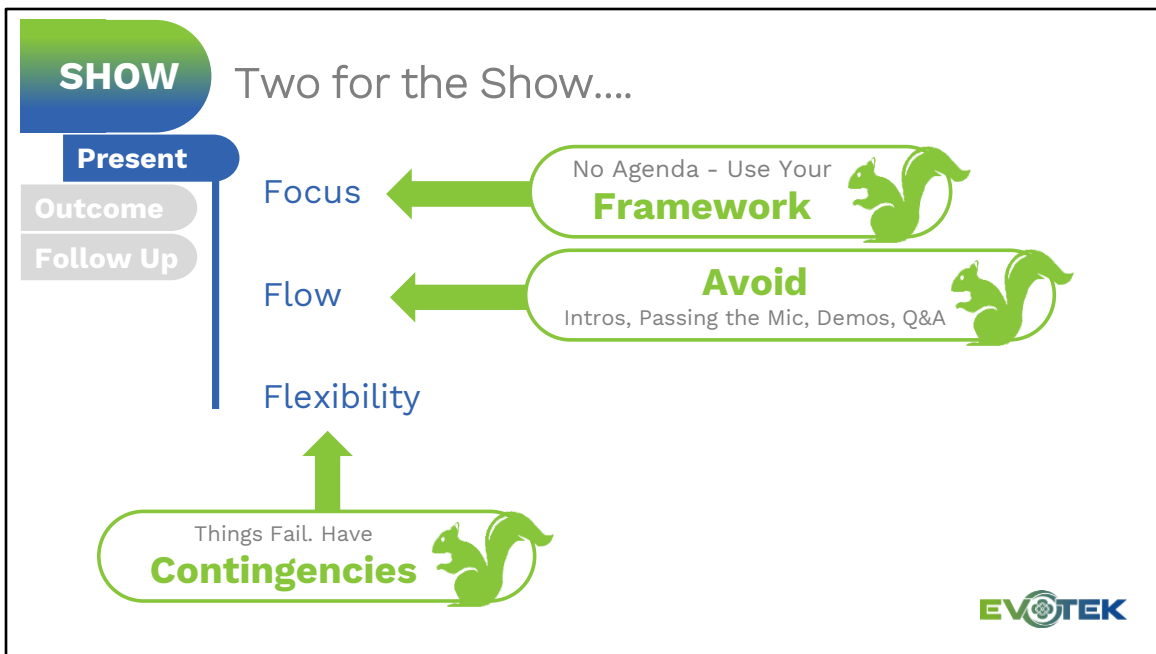 SHOW
Two for the Show....
Present
Outcome
Follow Up
Focus
No Agenda - Use Your
Framework
Flow
Avoid
Intros, Passing the Mic, Demos, Q&A
Flexibility
Things Fail. Have
Contingencies
EVOTEK